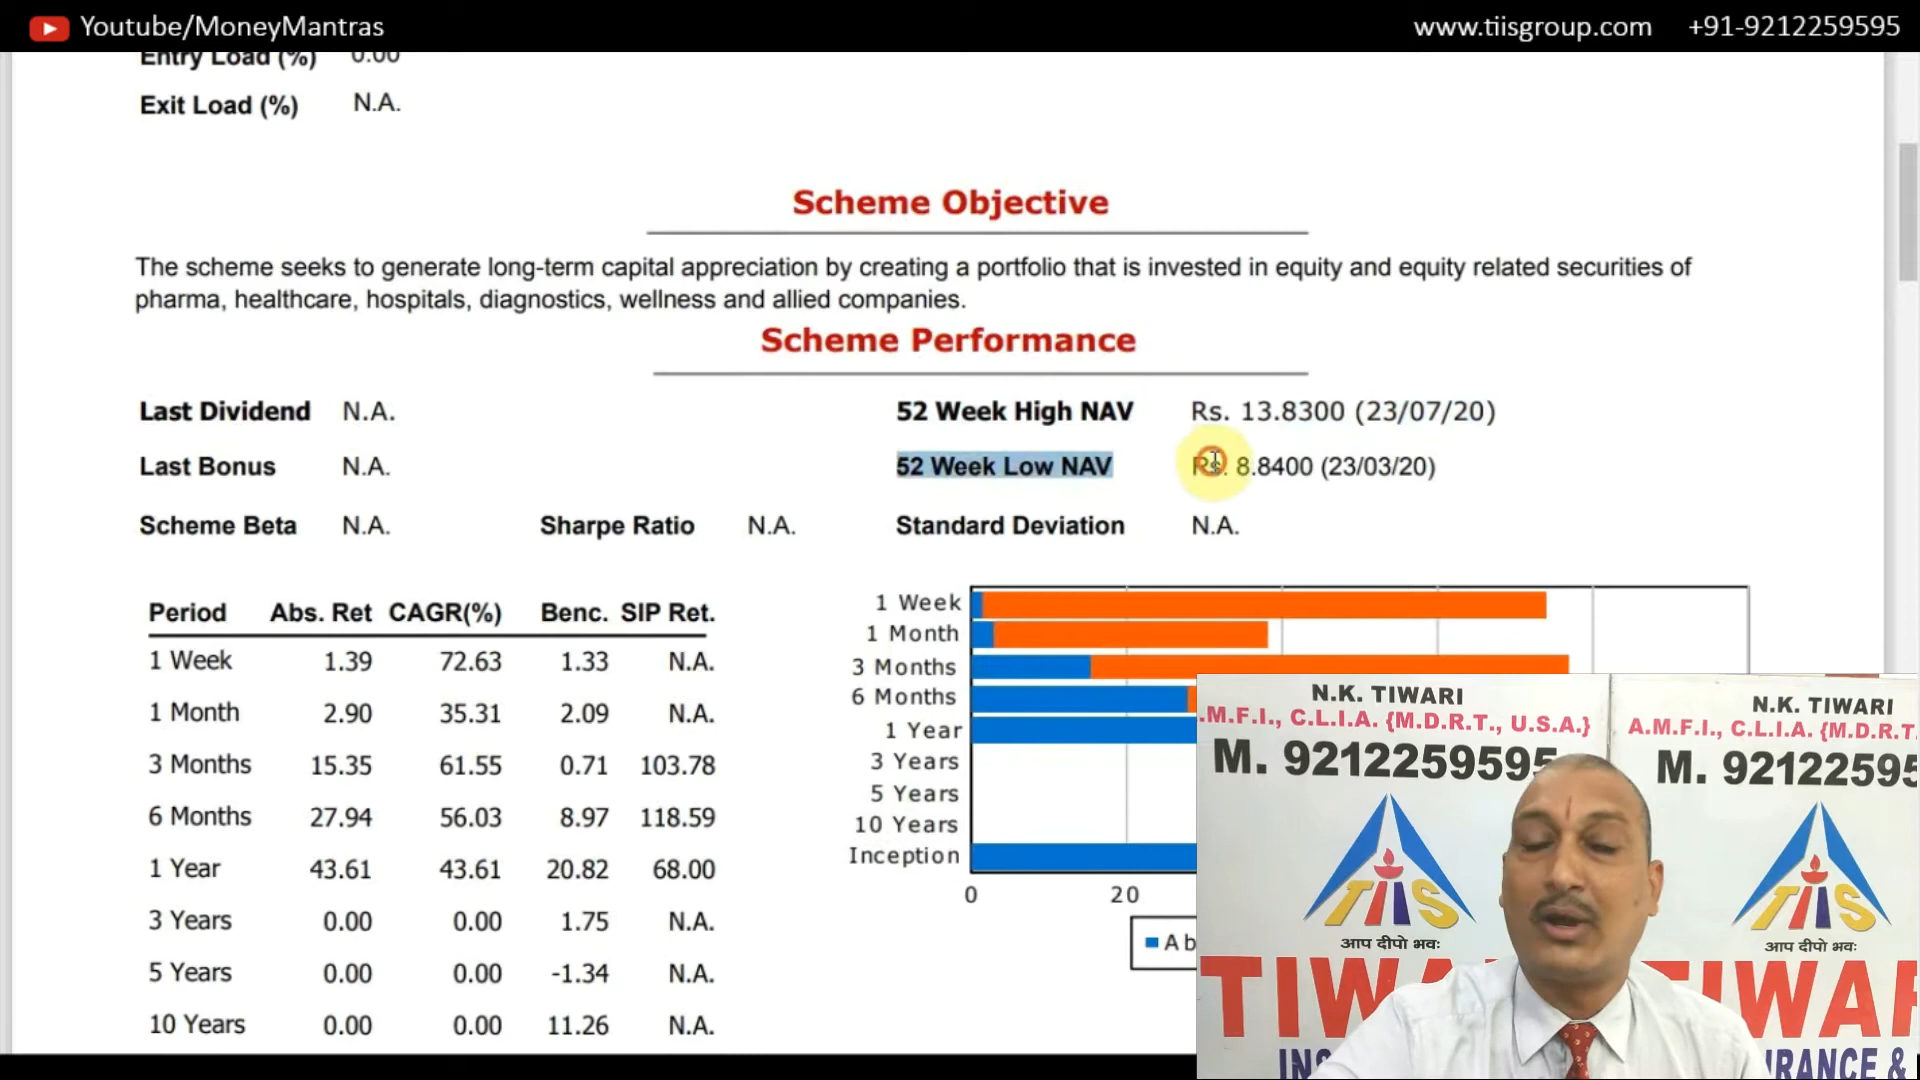 Youtube/MoneyMantras www.tiisgroup.com +91-9212259595
Entry Load (%) 0.00
Exit Load (%) N.A.
Scheme Objective
The scheme seeks to generate long-term capital appreciation by creating a portfolio that is invested in equity and equity related securities of
pharma, healthcare, hospitals, diagnostics, wellness and allied companies.
Scheme Performance
Last Dividend N.A. 52 Week High NAV Rs. 13.8300 (23/07/20)
Last Bonus N.A. 52 Week Low NAV Rs. 8.8400 (23/03/20)
Scheme Beta N.A. Sharpe Ratio N.A. Standard Deviation N.A.
Period Abs. Ret CAGR(%) Benc. SIP Ret.
1 Week 1.39 72.63 1.33 N.A.
1 Month 2.90 35.31 2.09 N.A.
3 Months 15.35 61.55 0.71 103.78
6 Months 27.94 56.03 8.97 118.59
1 Year 43.61 43.61 20.82 68.00
3 Years 0.00 0.00 1.75 N.A.
5 Years 0.00 0.00 -1.34 N.A.
10 Years 0.00 0.00 11.26 N.A.
1 Week
1 Month
3 Months
6 Months
1 Year
3 Years
5 Years
10 Years
Inception
0 20
Ab
N.K. TIWARI
.M.F.I., C.L.I.A. {M.D.R.T., U.S.A.}
M. 9212259595
TIIS
आप दीपो भवः
TIWA
N.K. TIWARI
A.M.F.I., C.L.I.A. {M.D.R.T
M. 92122595
TIIS
आप दीपो भवः
IWAR
RANCE &